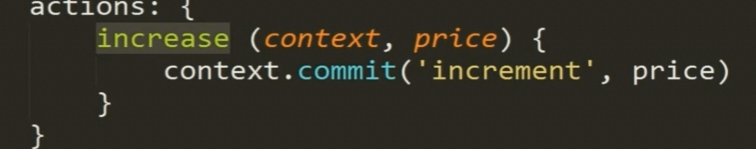 actions: {
    increase (context, price) {
        context.commit('increment', price)
    }
}